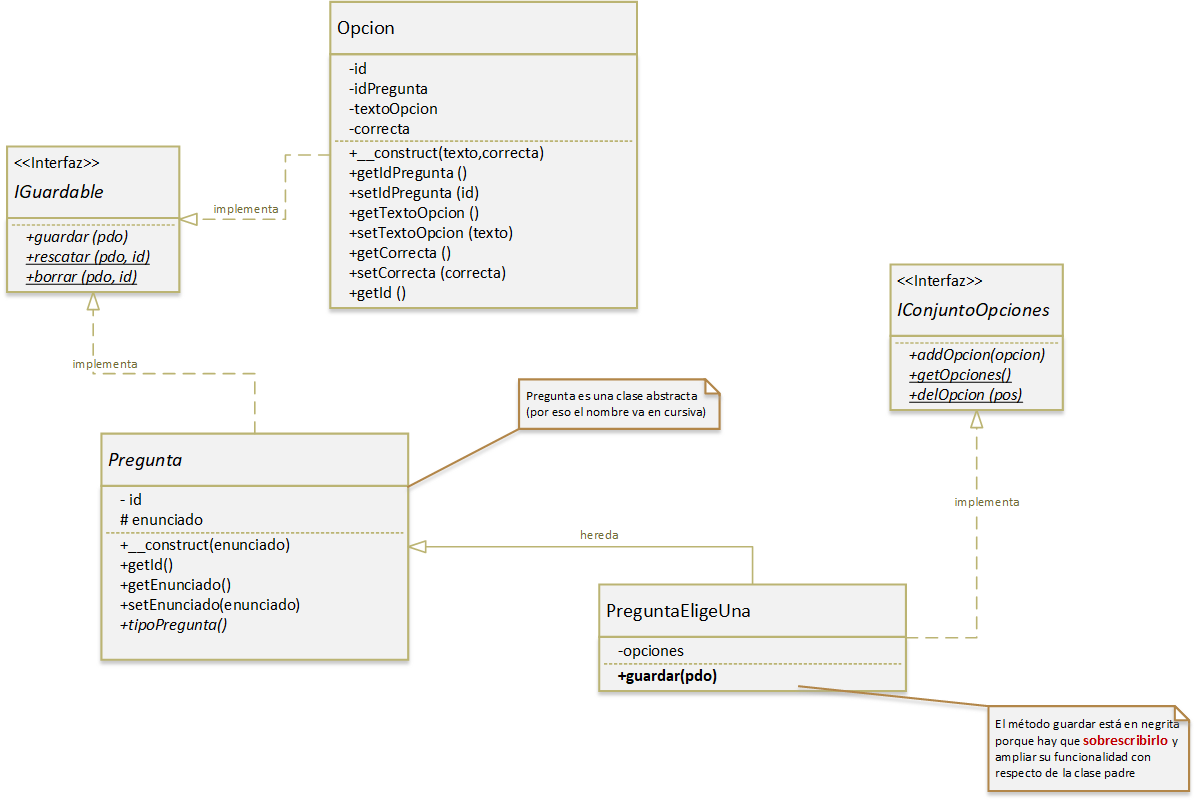 Opcion
-id
-idPregunta
-textoOpcion
-correcta
+__construct(texto,correcta)
+getIdPregunta ()
+setIdPregunta (id)
+getTextoOpcion ()
+setTextoOpcion (texto)
+getCorrecta ()
+setCorrecta (correcta)
+getId ()
<<Interfaz>>
IGuardable
+guardar (pdo)
+rescatar (pdo, id)
+borrar (pdo, id)
implementa
implementa
<<Interfaz>>
IConjuntoOpciones
+addOpcion(opcion)
+getOpciones()
+delOpcion (pos)
Pregunta es una clase abstracta
(por eso el nombre va en cursiva)
Pregunta
- id
# enunciado
+__construct(enunciado)
+getId()
+getEnunciado()
+setEnunciado(enunciado)
+tipoPregunta()
hereda
implementa
PreguntaEligeUna
-opciones
+guardar(pdo)
El método guardar está en negrita
porque hay que sobrescribirlo y
ampliar su funcionalidad con
respecto de la clase padre